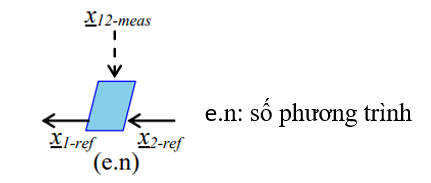 x12-meas
x1-ref x2-ref
(e.n)
e.n: số phương trình